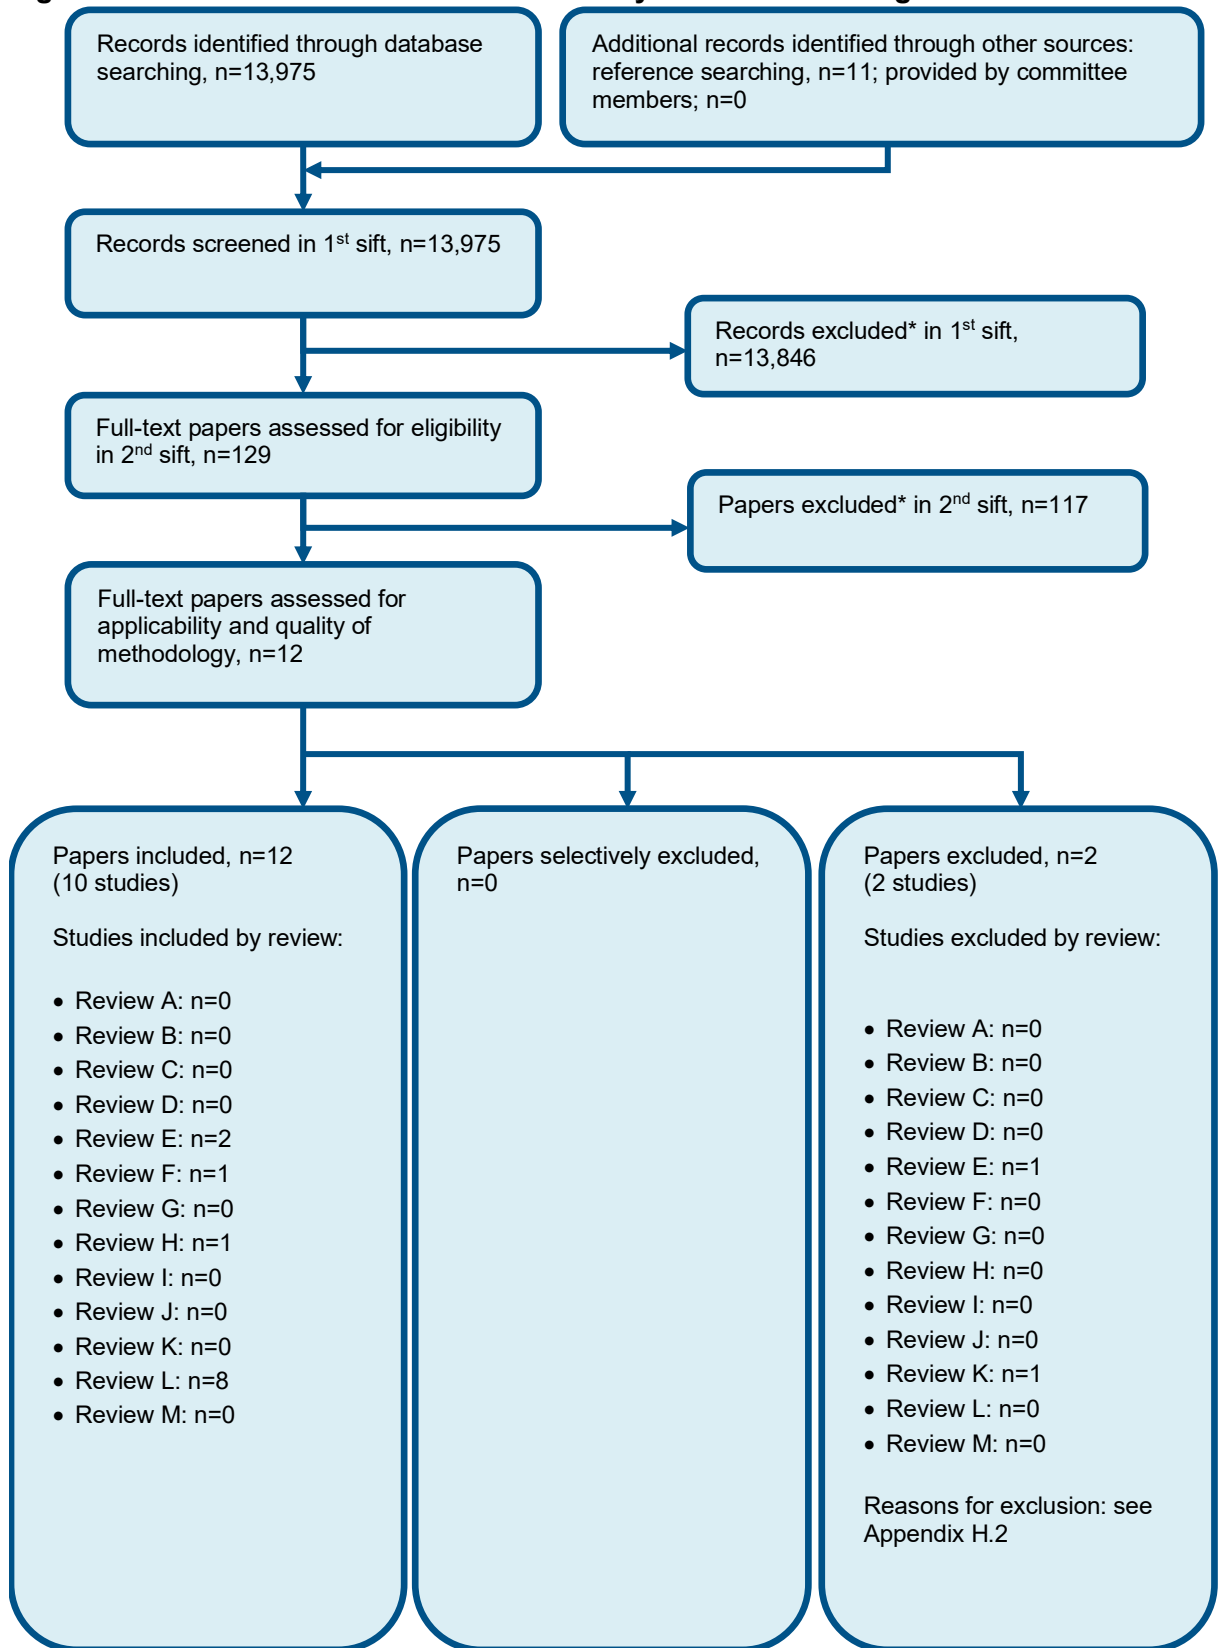 Records identified through database
searching, n=13,975
Additional records identified through other sources:
reference searching, n=11; provided by committee
members; n=0
Records screened in 1st sift, n=13,975
Records excluded* in 1st sift,
n=13,846
Full-text papers assessed for eligibility
in 2nd sift, n=129
Papers excluded* in 2nd sift, n=117
Full-text papers assessed for
applicability and quality of
methodology, n=12
Papers included, n=12
(10 studies)
Studies included by review:
• Review A: n=0
• Review B: n=0
• Review C: n=0
• Review D: n=0
• Review E: n=2
• Review F: n=1
• Review G: n=0
• Review H: n=1
• Review I: n=0
• Review J: n=0
• Review K: n=0
• Review L: n=8
• Review M: n=0
Papers selectively excluded,
n=0
Papers excluded, n=2
(2 studies)
Studies excluded by review:
• Review A: n=0
• Review B: n=0
• Review C: n=0
• Review D: n=0
• Review E: n=1
• Review F: n=0
• Review G: n=0
• Review H: n=0
• Review I: n=0
• Review J: n=0
• Review K: n=1
• Review L: n=0
• Review M: n=0
Reasons for exclusion: see
Appendix H.2